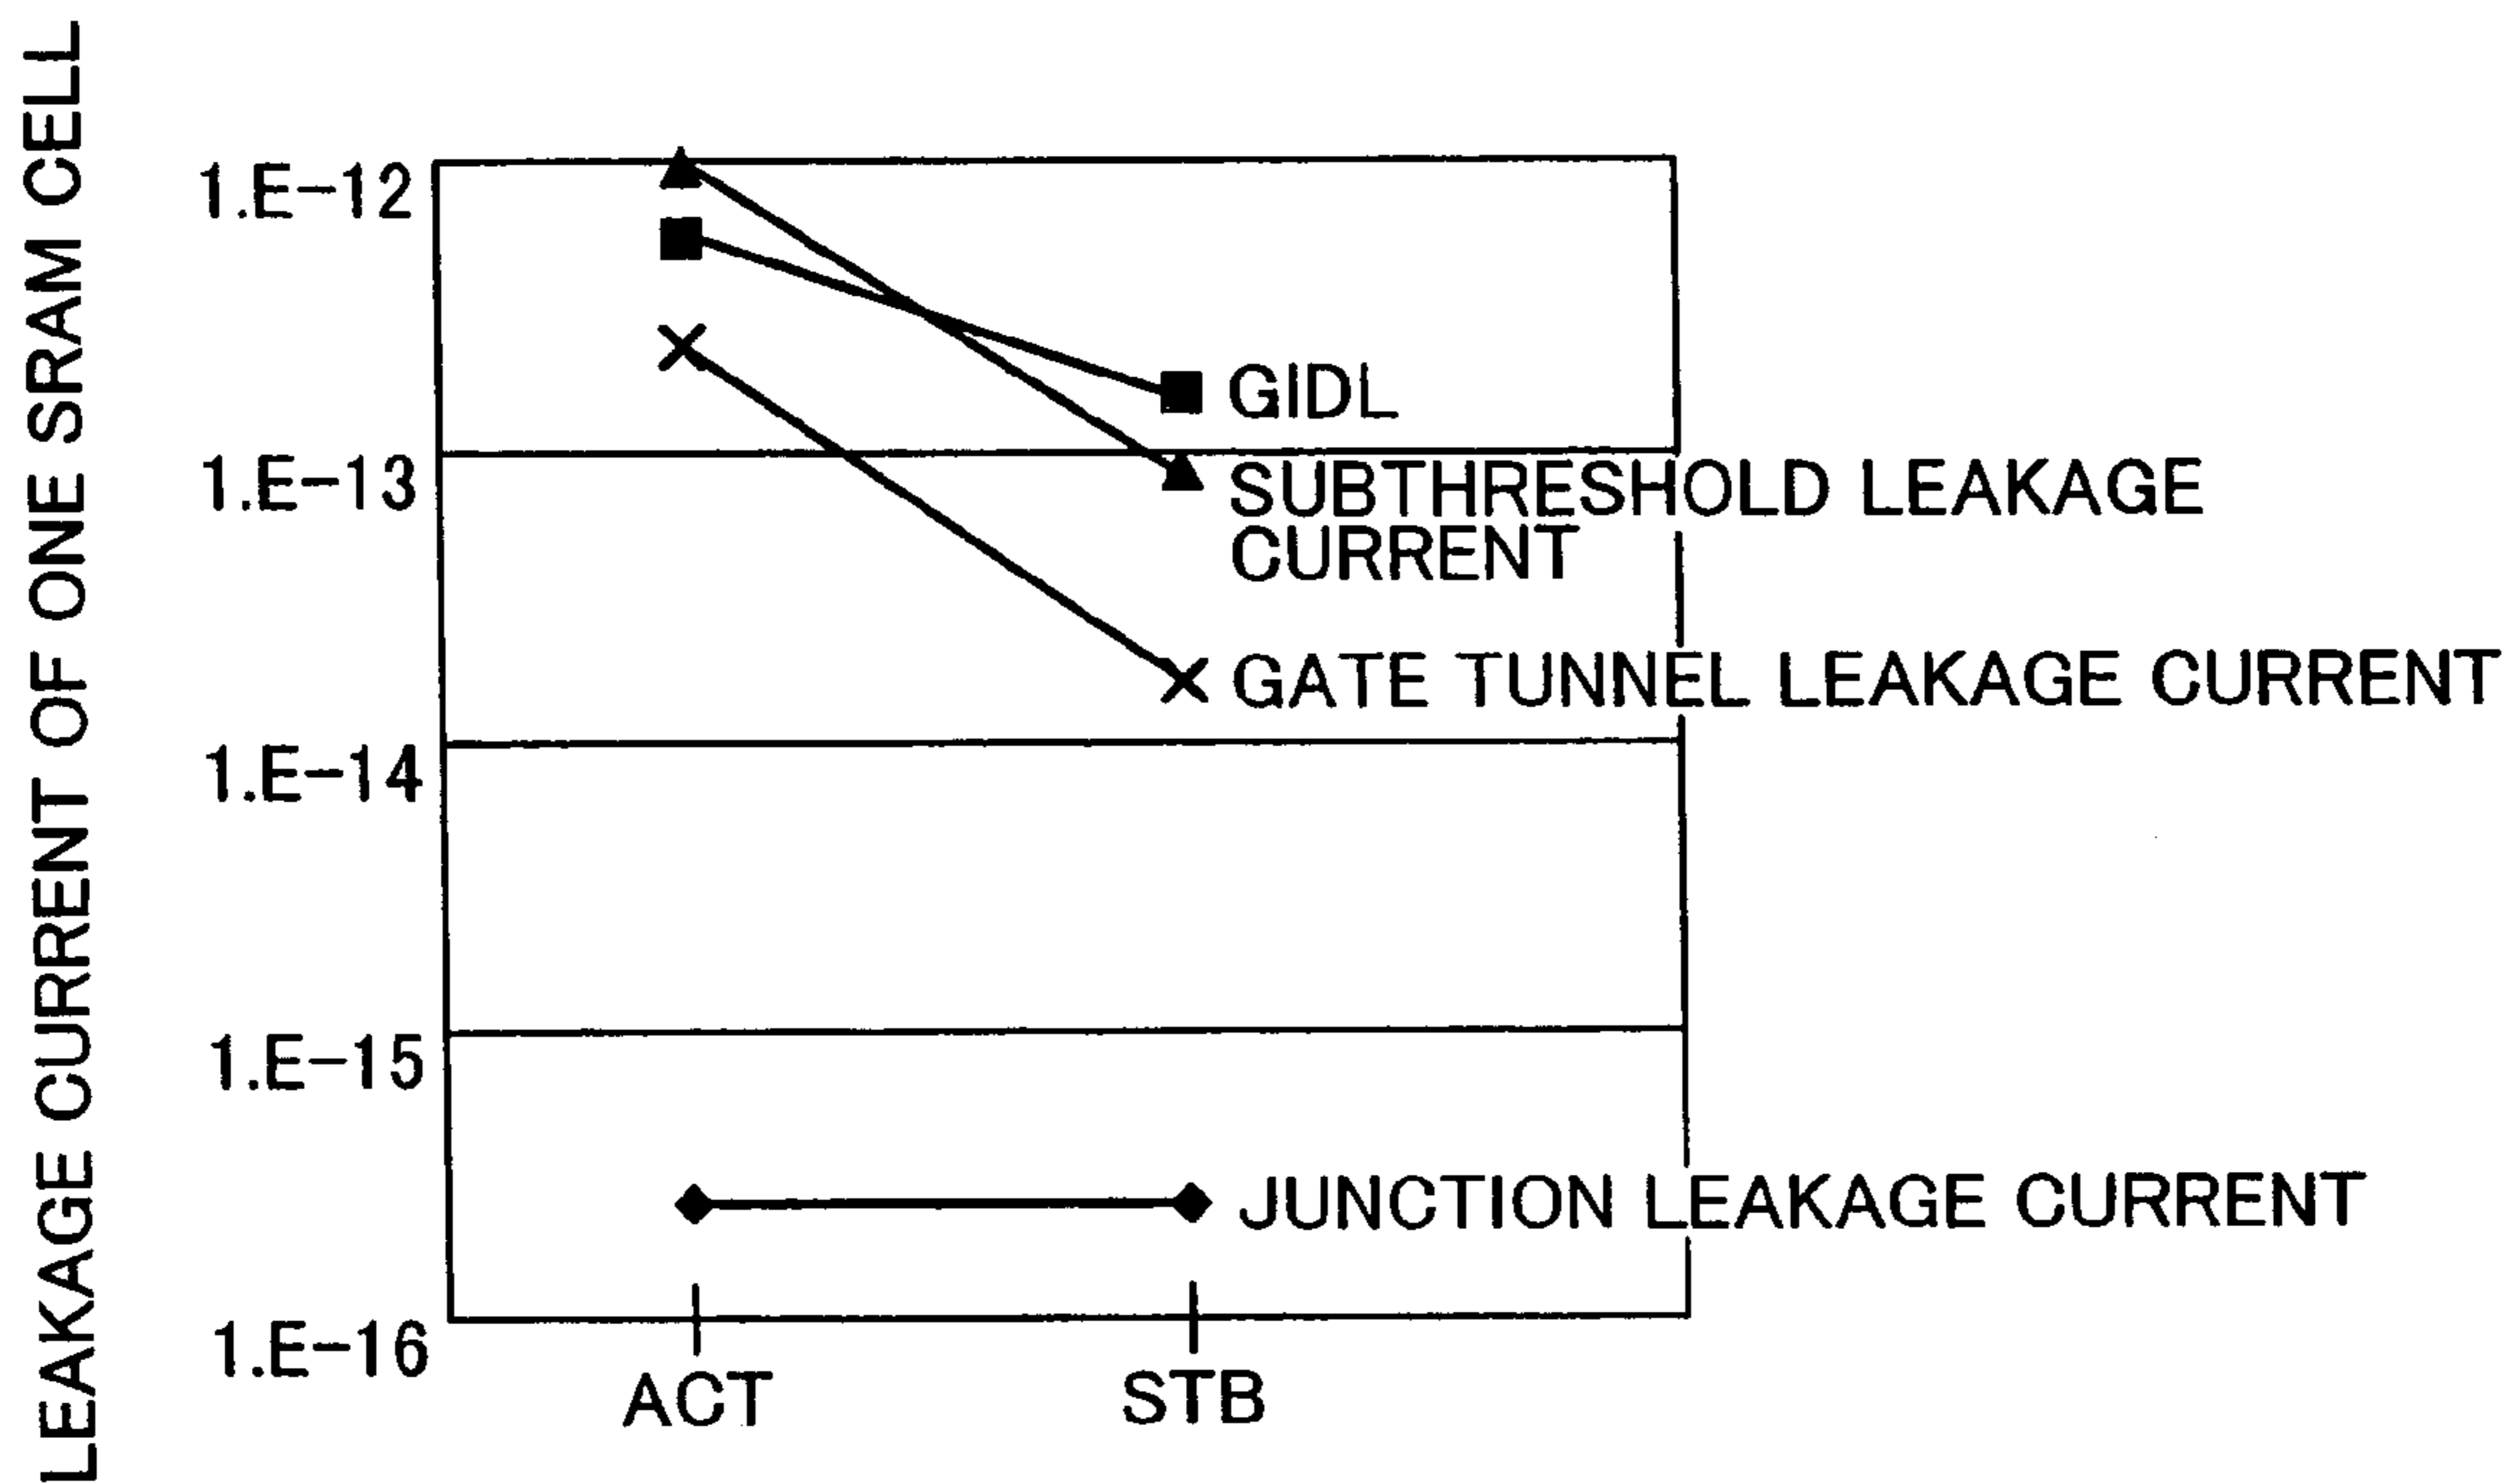 LEAKAGE CURRENT OF ONE SRAM CELL
1.E-12
1.E-13
1.E-14
1.E-15
1.E-16
GIDL
SUBTHRESHOLD LEAKAGE
CURRENT
GATE TUNNEL LEAKAGE CURRENT
JUNCTION LEAKAGE CURRENT
ACT
STB